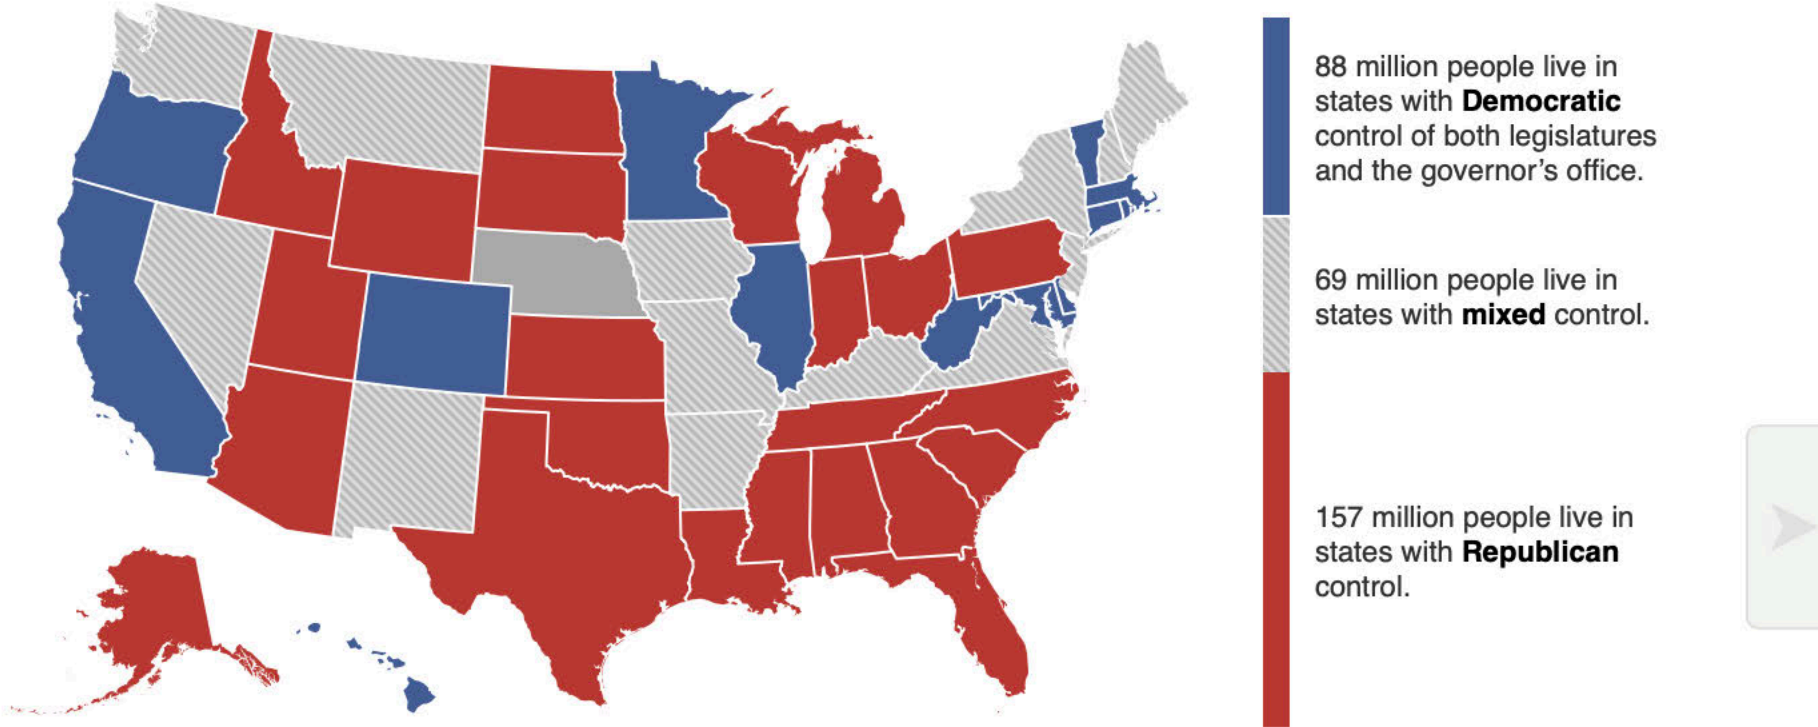 88 million people live in
states with Democratic
control of both legislatures
and the governor’s office.
69 million people live in
states with mixed control.
157 million people live in
states with Republican
control.